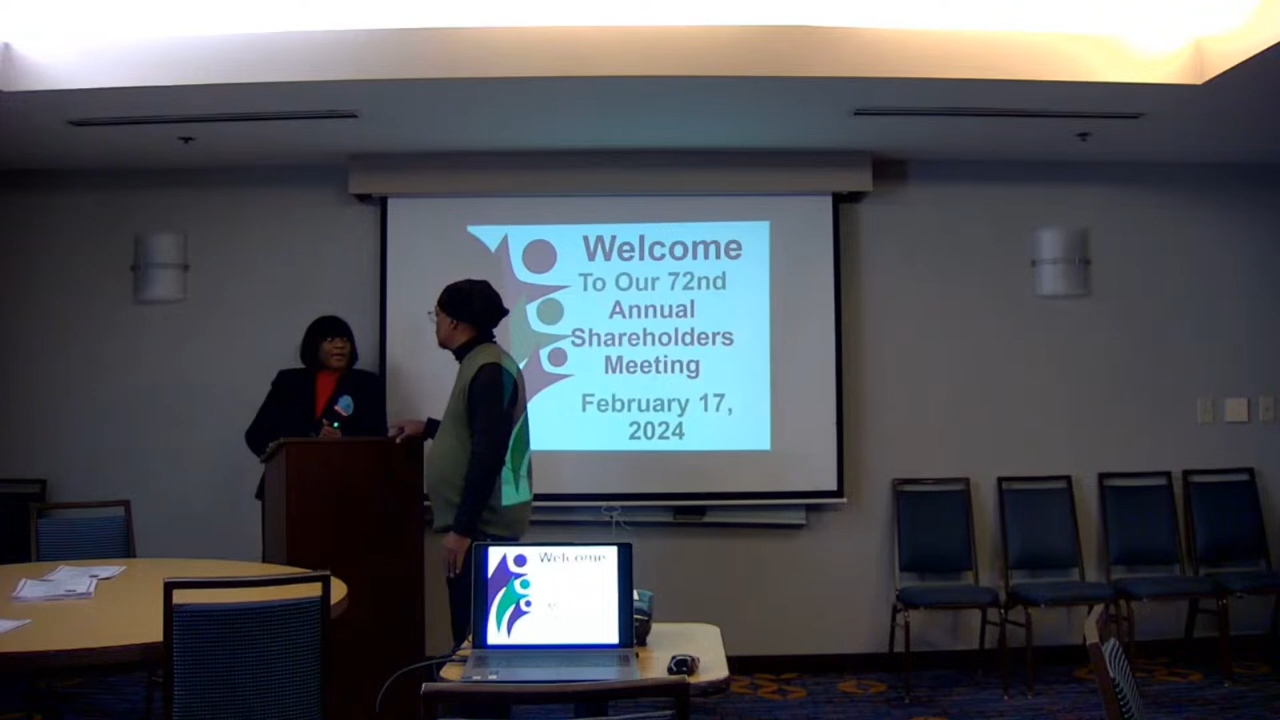 Welcome
To Our 72nd
Annual
Shareholders
Meeting
February 17,
2024
Welcome